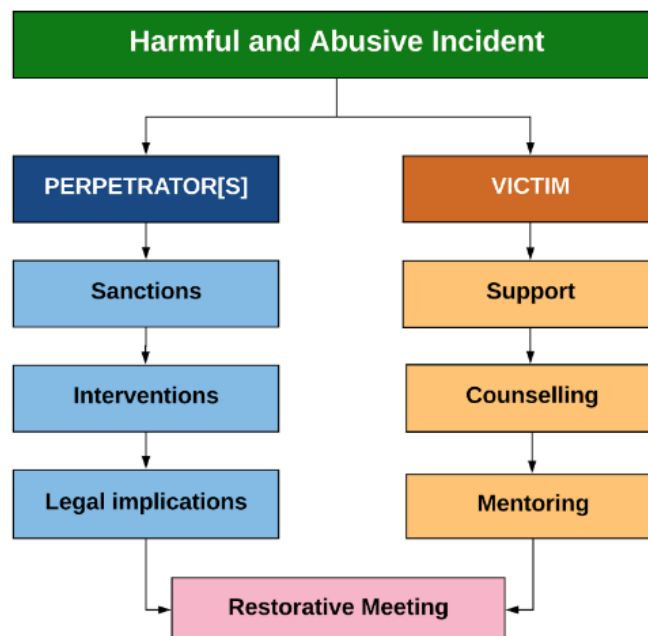 Harmful and Abusive Incident
PERPETRATOR[S]
VICTIM
Sanctions
Support
Interventions
Counselling
Legal implications
Mentoring
Restorative Meeting